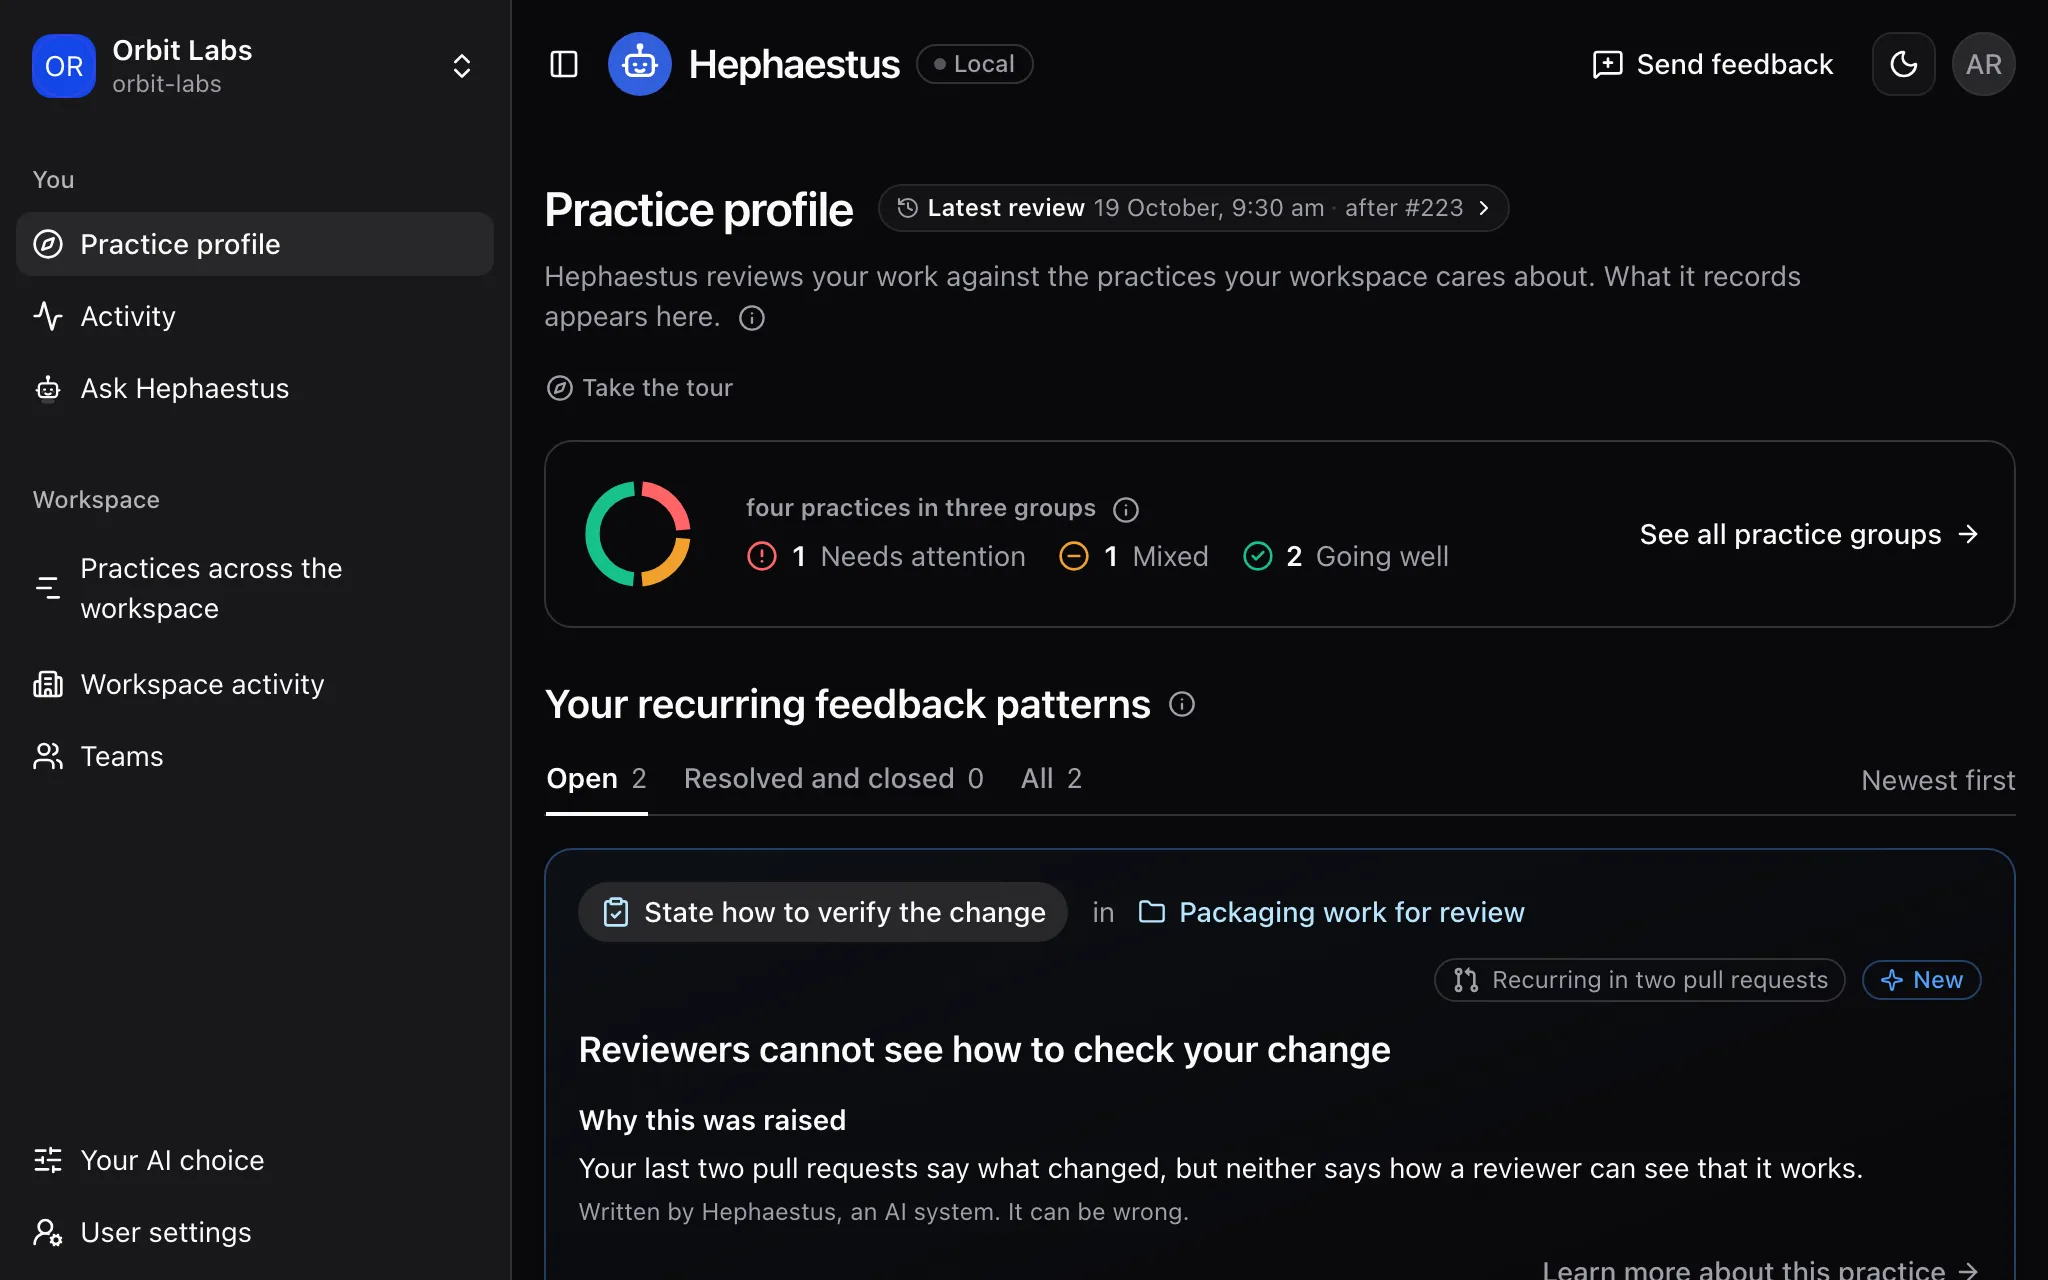 OR
Orbit Labs
orbit-labs
You
Practice profile
Activity
Ask Hephaestus
Workspace
Practices across the
workspace
Workspace activity
Teams
Your AI choice
User settings
Hephaestus
Local
Send feedback
AR
Practice profile
Latest review 19 October, 9:30 am · after #223
Hephaestus reviews your work against the practices your workspace cares about. What it records
appears here.
Take the tour
four practices in three groups
1 Needs attention 1 Mixed 2 Going well
See all practice groups
Your recurring feedback patterns
Open 2 Resolved and closed 0 All 2
Newest first
State how to verify the change in Packaging work for review
Recurring in two pull requests
New
Reviewers cannot see how to check your change
Why this was raised
Your last two pull requests say what changed, but neither says how a reviewer can see that it works.
Written by Hephaestus, an AI system. It can be wrong.
Learn more about this practice